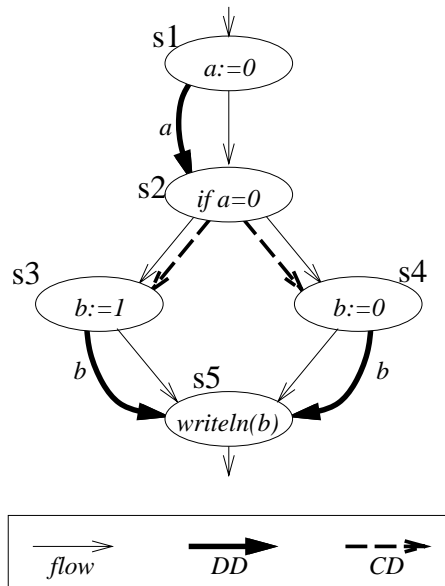 s1
a:=0
a
s2
if a=0
s3
s4
b:=1
b:=0
b
b
s5
writeln(b)
flow
DD
CD